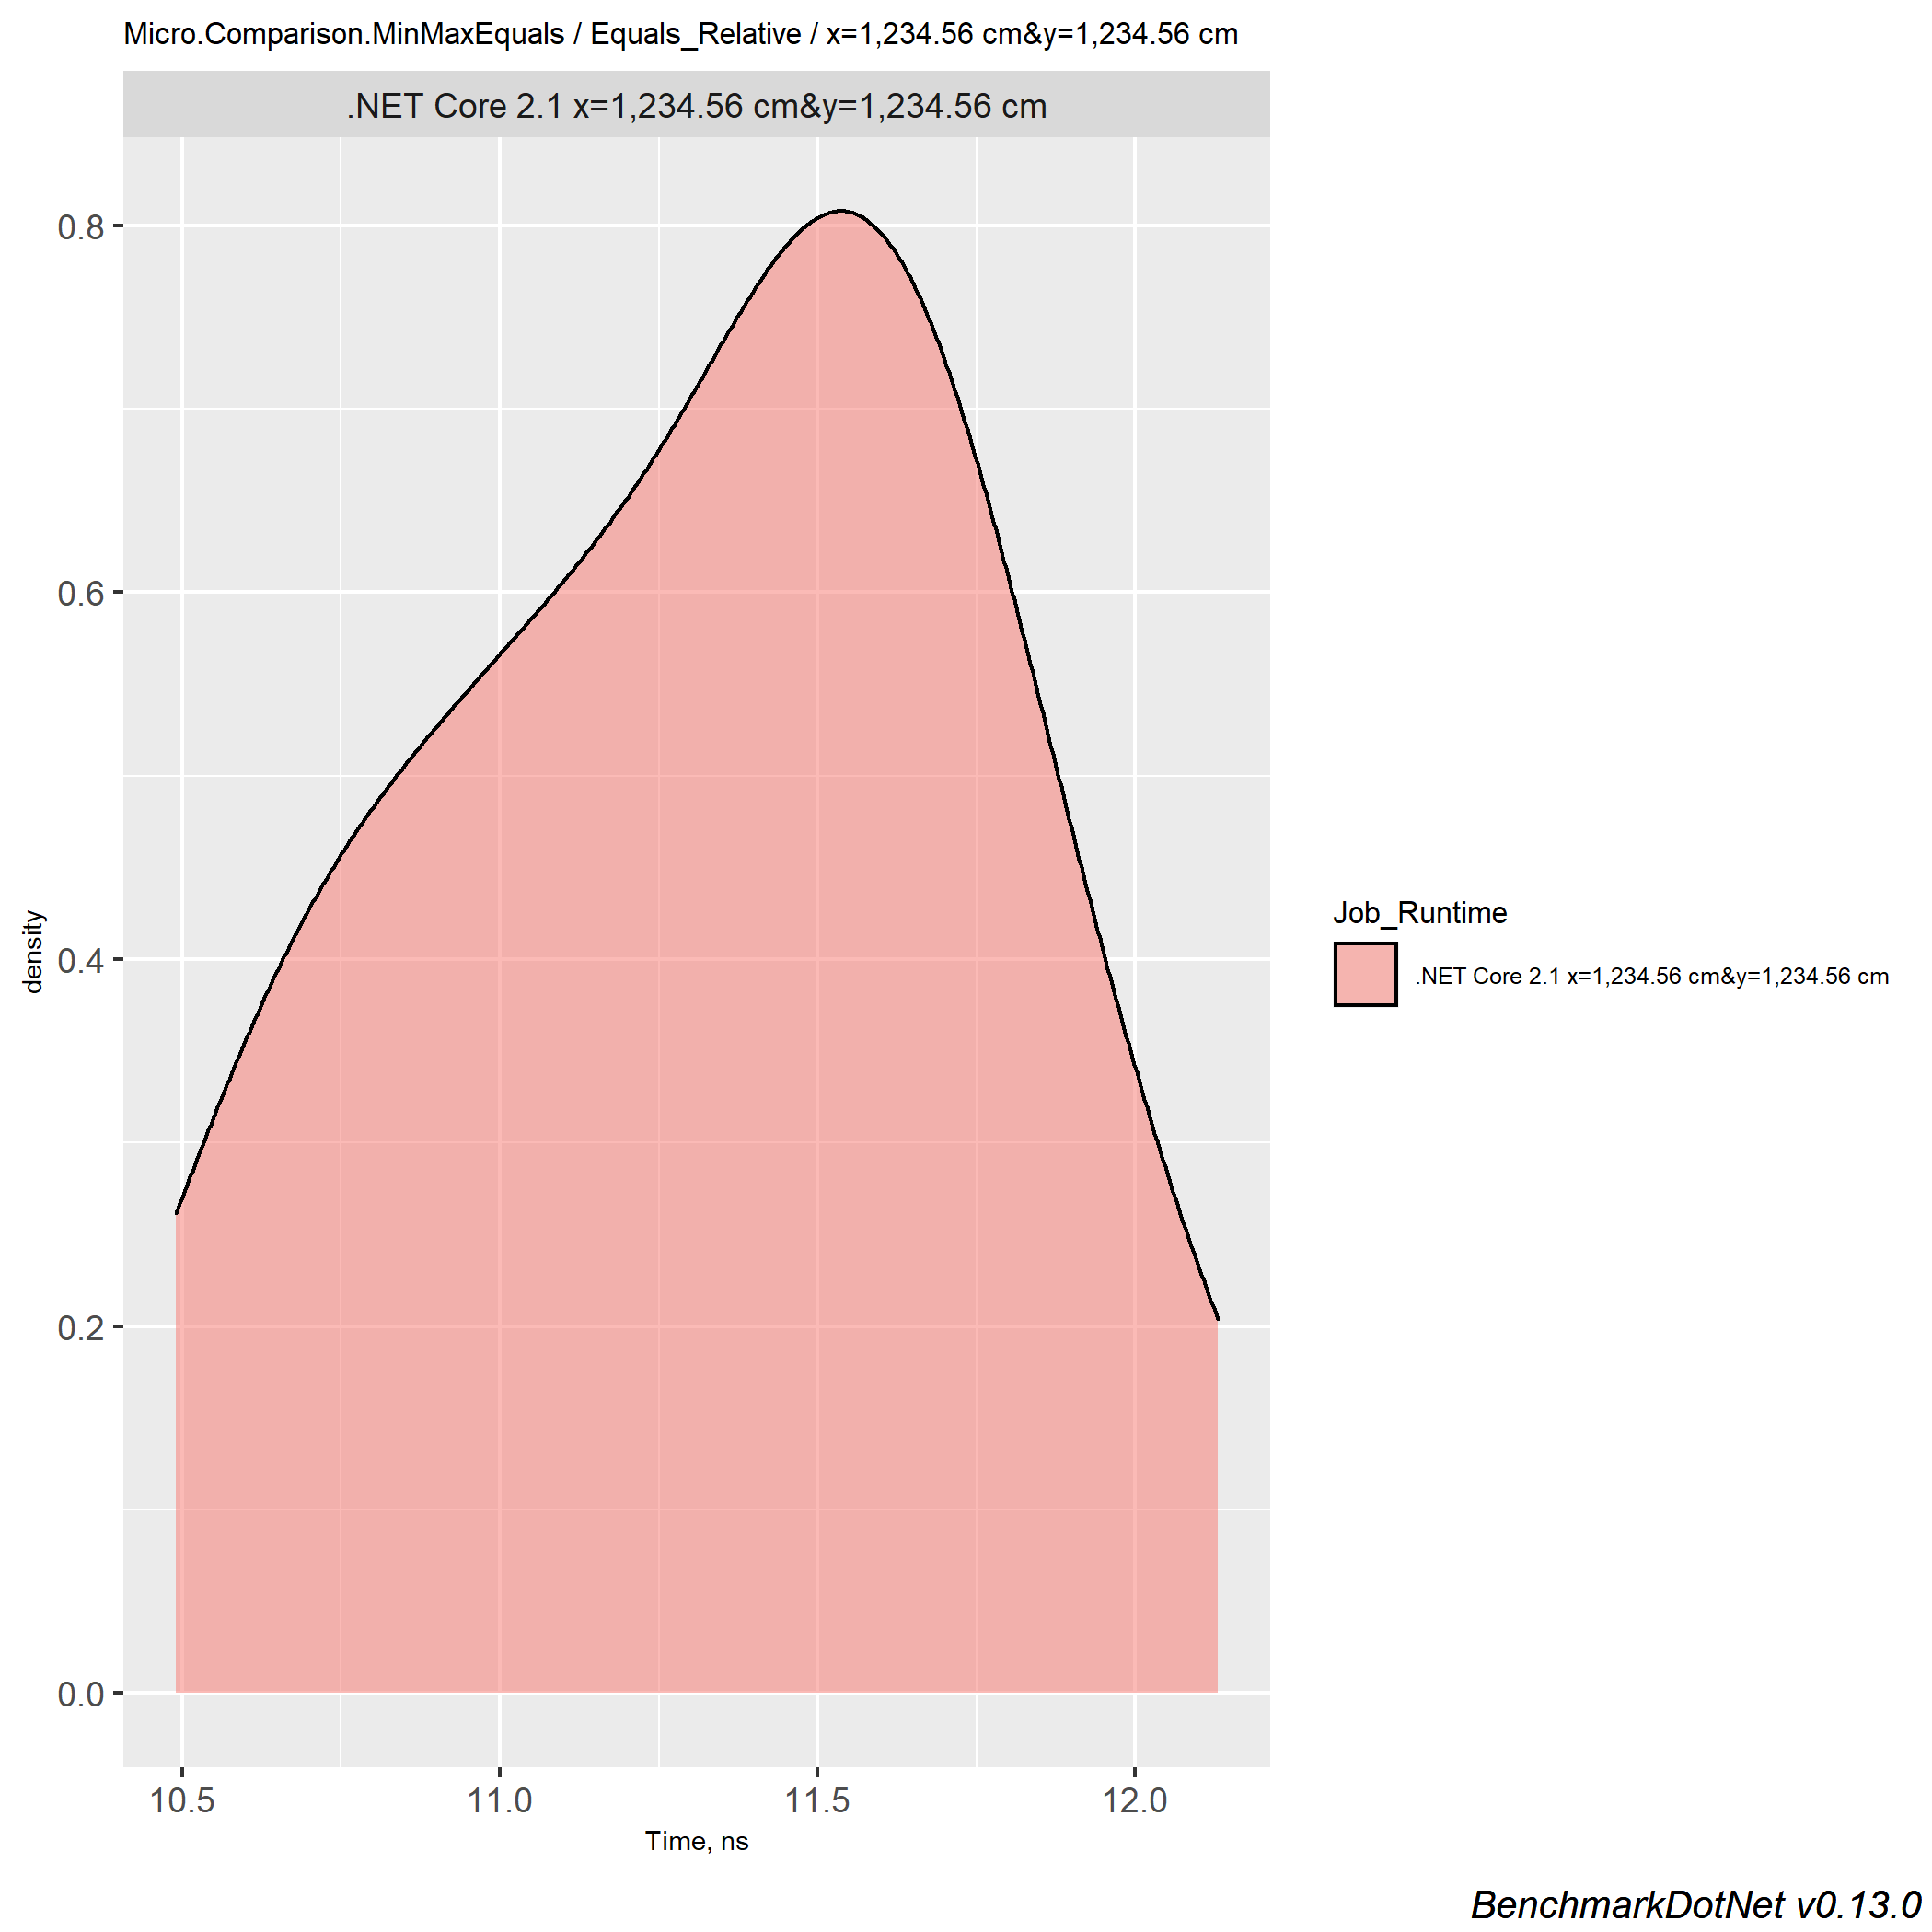 Micro.Comparison.MinMaxEquals / Equals_Relative / x=1,234.56 cm&y=1,234.56 cm
.NET Core 2.1 x=1,234.56 cm&y=1,234.56 cm
0.8
0.6
0.4
0.2
0.0
density
10.5 11.0 11.5 12.0
Time, ns
Job_Runtime
.NET Core 2.1 x=1,234.56 cm&y=1,234.56 cm
BenchmarkDotNet v0.13.0